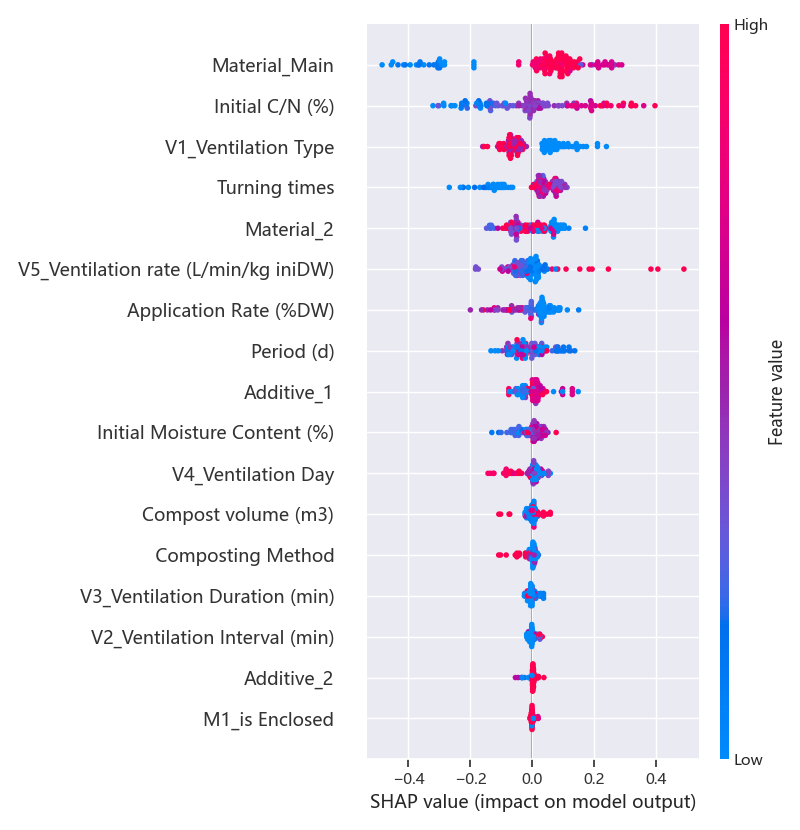 High
Material_Main
Initial C/N (%)
V1_Ventilation Type
Turning times
Material_2
V5_Ventilation rate (L/min/kg iniDW)
Application Rate (%DW)
Period (d)
Additive_1
Initial Moisture Content (%)
V4_Ventilation Day
Compost volume (m3)
Composting Method
V3_Ventilation Duration (min)
V2_Ventilation Interval (min)
Additive_2
M1_is Enclosed
Feature value
Low
−0.4 −0.2 0.0 0.2 0.4
SHAP value (impact on model output)